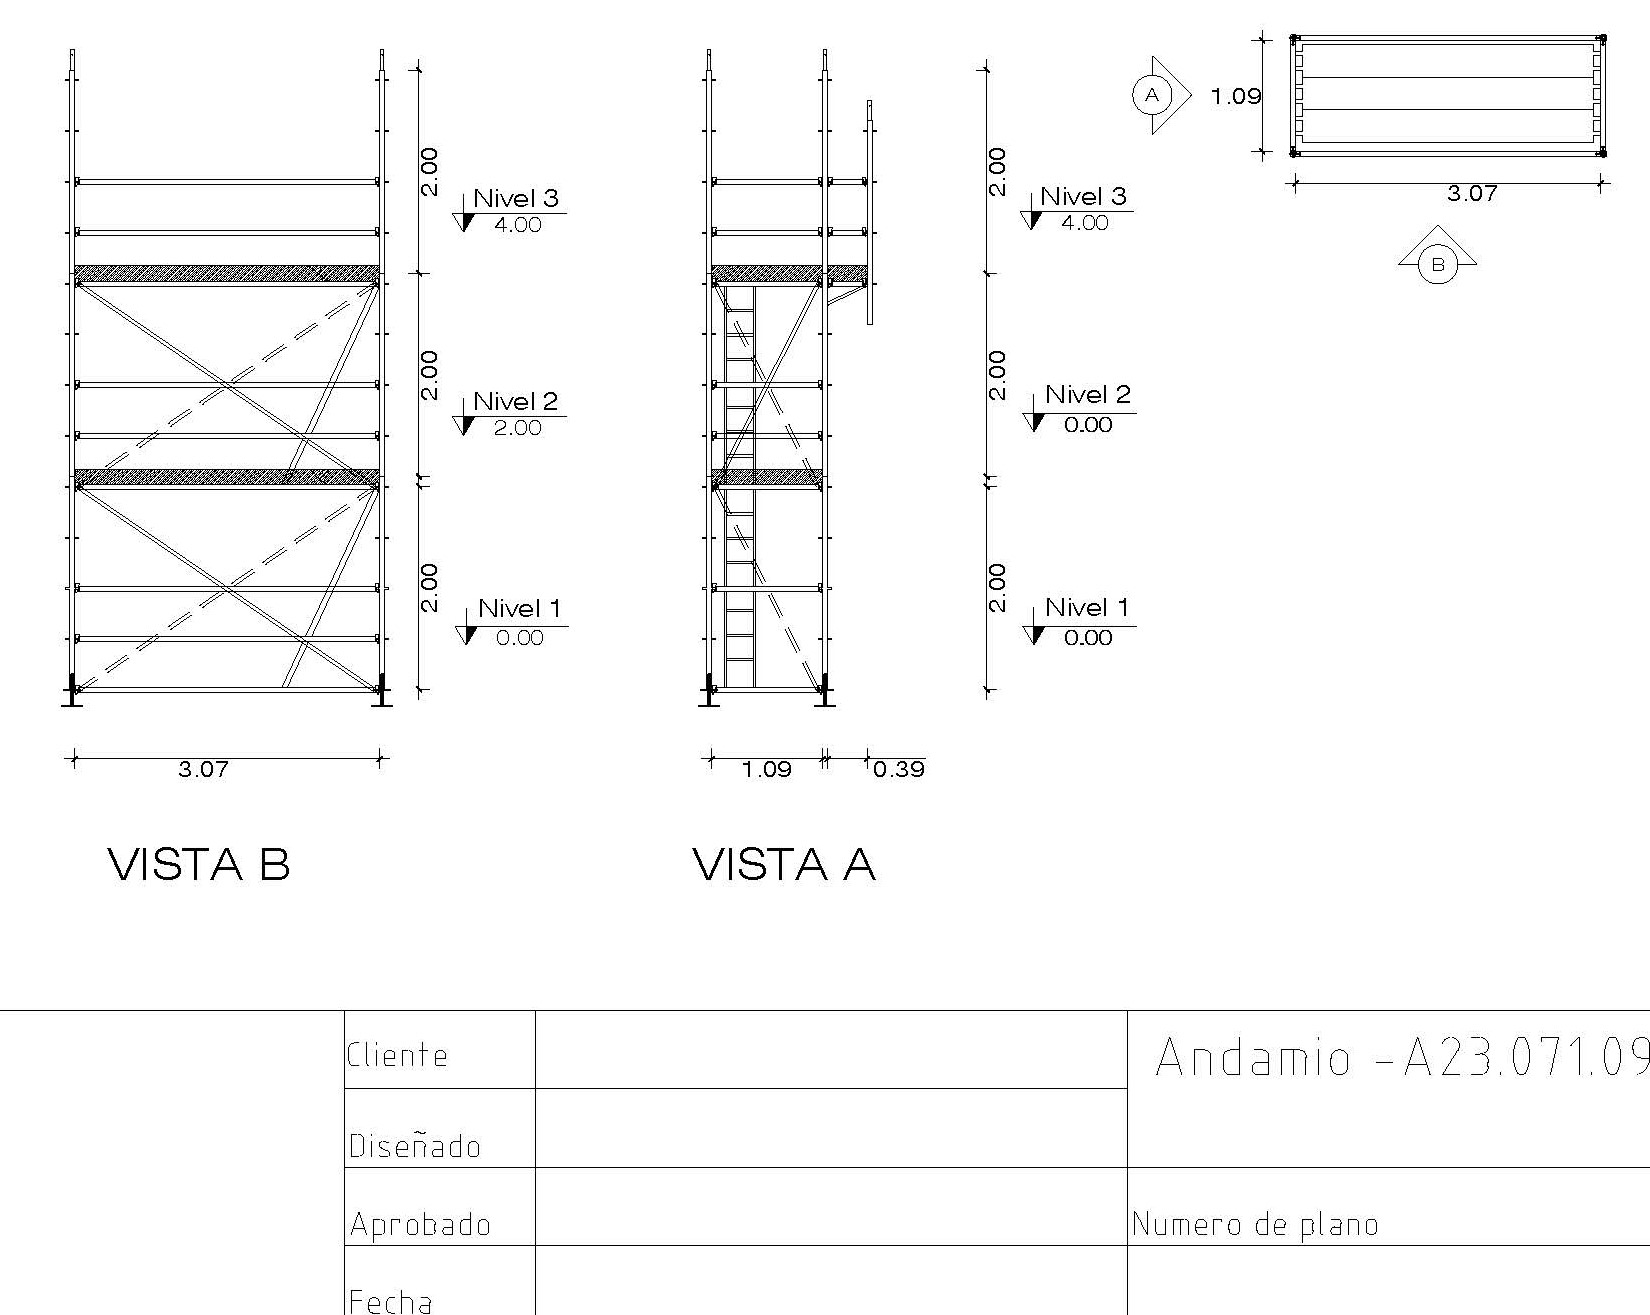 2.00
Nivel 3
4.00
2.00
Nivel 2
2.00
2.00
Nivel 1
0.00
3.07
VISTA B
2.00
Nivel 3
4.00
2.00
Nivel 2
0.00
2.00
Nivel 1
0.00
1.09
0.39
VISTA A
A
1.09
3.07
B
Cliente
Diseñado
Aprobado
Fecha
Andamio -A23.071.09
Numero de plano